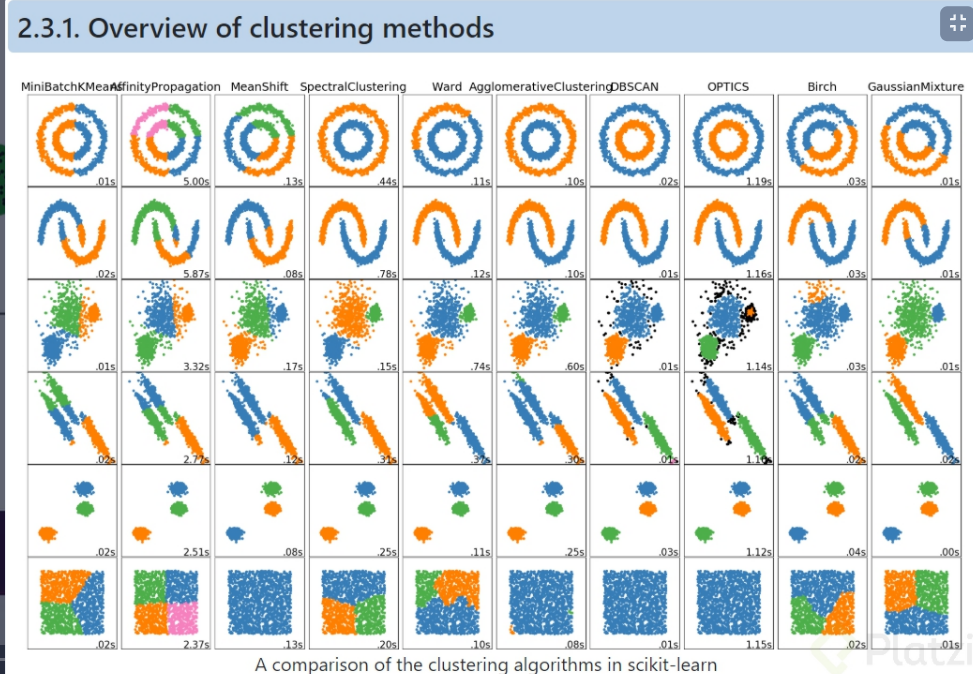 2.3.1. Overview of clustering methods
MiniBatchKMeans AffinityPropagation MeanShift SpectralClustering Ward AgglomerativeClustering DBSCAN OPTICS Birch GaussianMixture
.01s 5.00s .13s .44s .11s .10s .02s 1.19s .03s .01s
.02s 5.87s .08s .78s .12s .10s .01s 1.16s .03s .01s
.01s 3.32s .17s .15s .74s .60s .01s 1.14s .03s .01s
.02s 2.77s .12s .31s .37s .30s .01s 1.10s .02s .02s
.02s 2.51s .08s .25s .11s .25s .03s 1.12s .04s .00s
.02s 2.37s .13s .20s .10s .08s .01s 1.15s .02s .01s
A comparison of the clustering algorithms in scikit-learn
Platzi